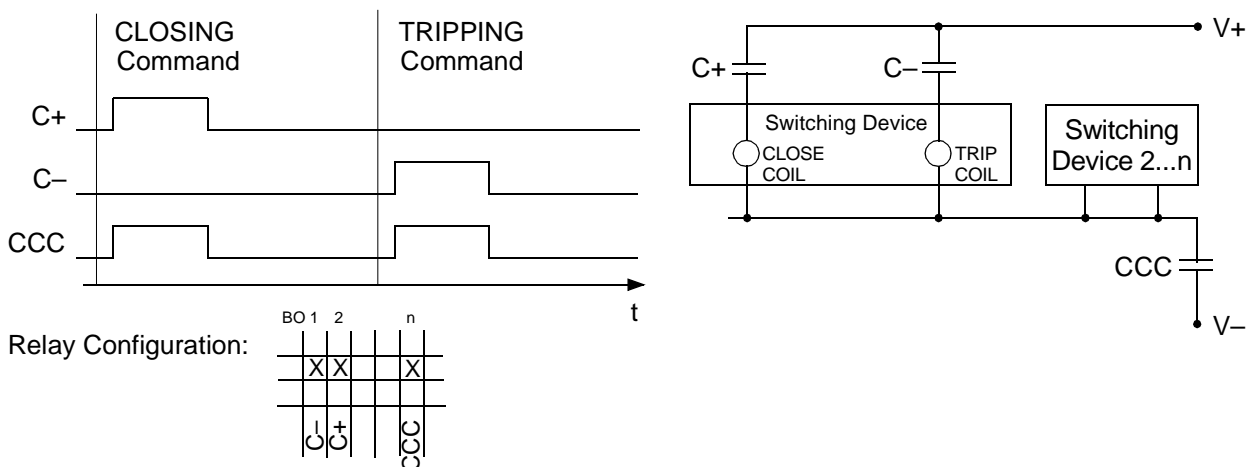 CLOSING
Command
TRIPPING
Command
C+
C–
CCC
t
Relay Configuration:
BO 1 2 n
X X X
C– C+ CCC
V+
C+ C–
Switching Device
CLOSE
COIL
TRIP
COIL
Switching
Device 2...n
CCC
V–